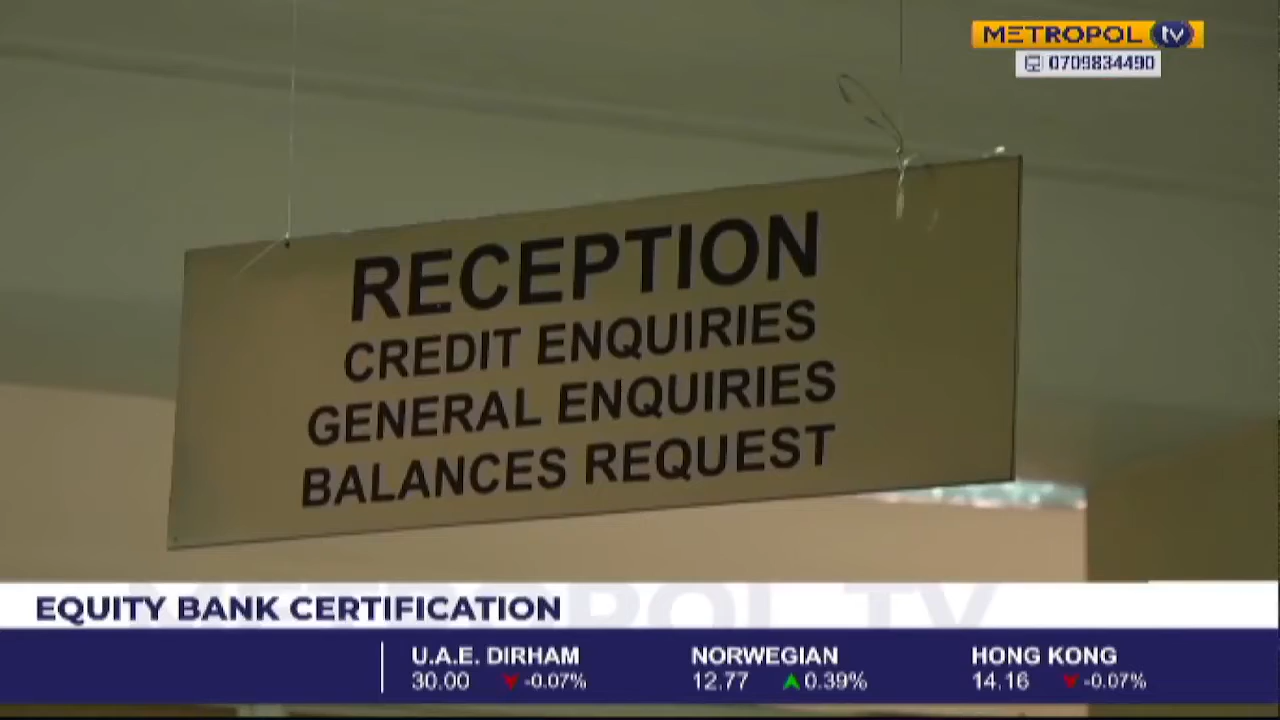 METROPOL tv
0709834490
RECEPTION
CREDIT ENQUIRIES
GENERAL ENQUIRIES
BALANCES REQUEST
EQUITY BANK CERTIFICATION
U.A.E. DIRHAM
30.00 -0.07%
NORWEGIAN
12.77 0.39%
HONG KONG
14.16 -0.07%